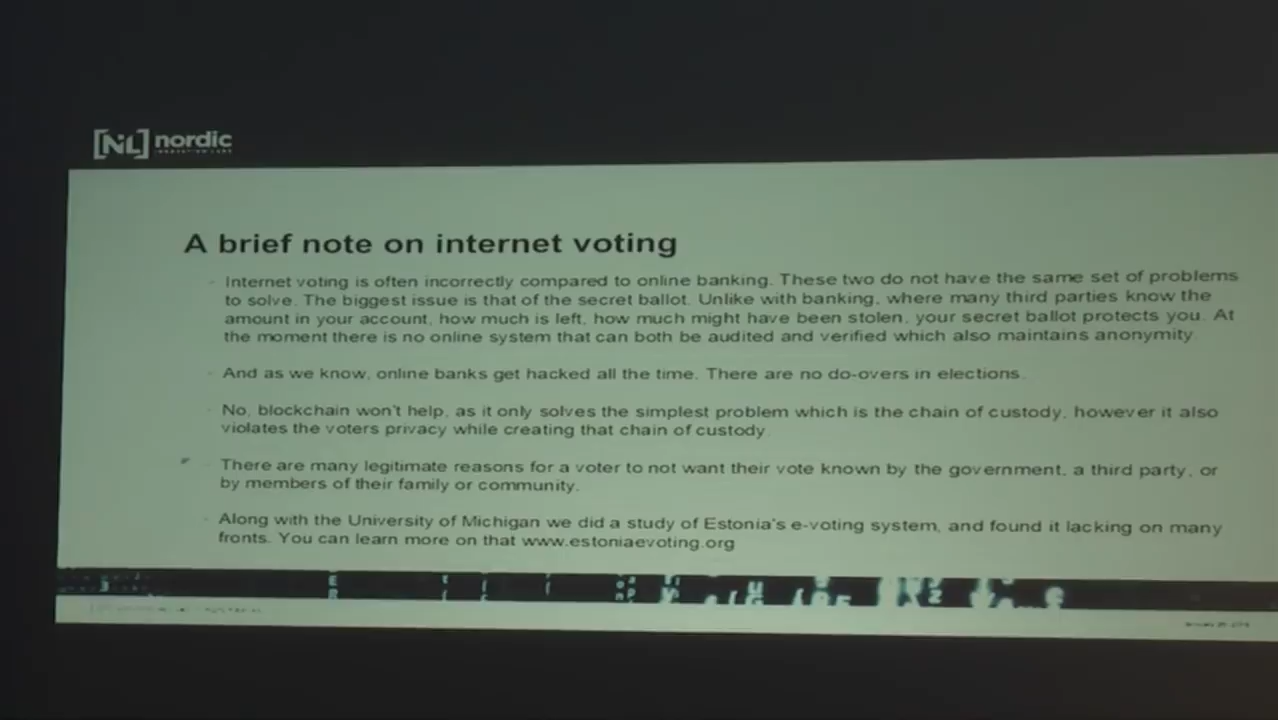 [NiL] nordic
A brief note on internet voting
Internet voting is often incorrectly compared to online banking. These two do not have the same set of problems
to solve. The biggest issue is that of the secret ballot. Unlike with banking, where many third parties know the
amount in your account, how much is left, how much might have been stolen, your secret ballot protects you. At
the moment there is no online system that can both be audited and verified which also maintains anonymity.
And as we know, online banks get hacked all the time. There are no do-overs in elections.
No, blockchain won't help, as it only solves the simplest problem which is the chain of custody, however it also
violates the voters privacy while creating that chain of custody.
There are many legitimate reasons for a voter to not want their vote known by the government, a third party, or
by members of their family or community.
Along with the University of Michigan we did a study of Estonia's e-voting system, and found it lacking on many
fronts. You can learn more on that www.estoniaevoting.org